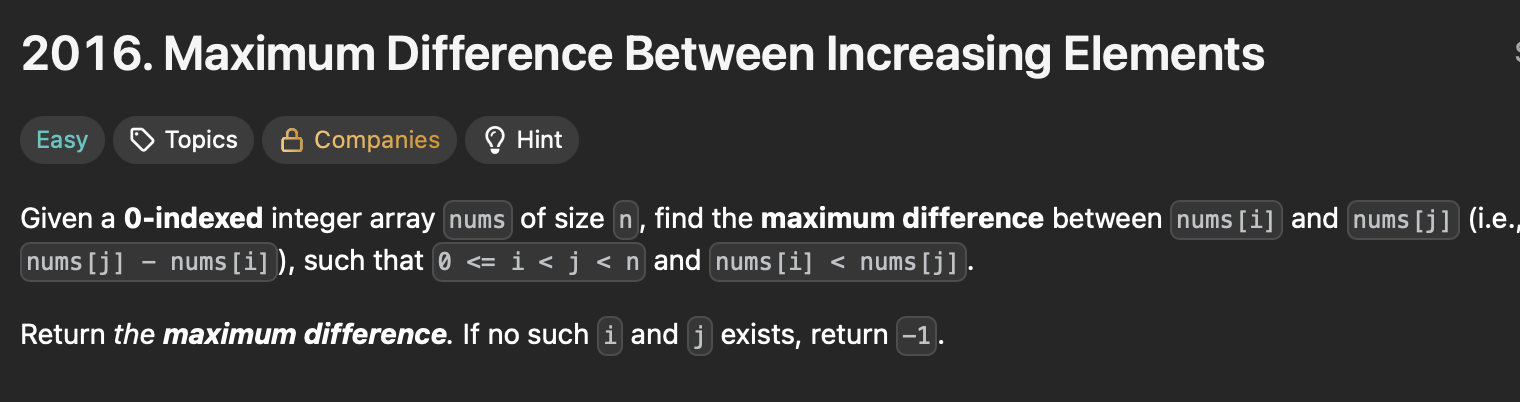 2016. Maximum Difference Between Increasing Elements
Easy Topics Companies Hint
Given a 0-indexed integer array nums of size n, find the maximum difference between nums[i] and nums[j] (i.e.,
nums[j] - nums[i]), such that 0 <= i < j < n and nums[i] < nums[j].
Return the maximum difference. If no such i and j exists, return -1.